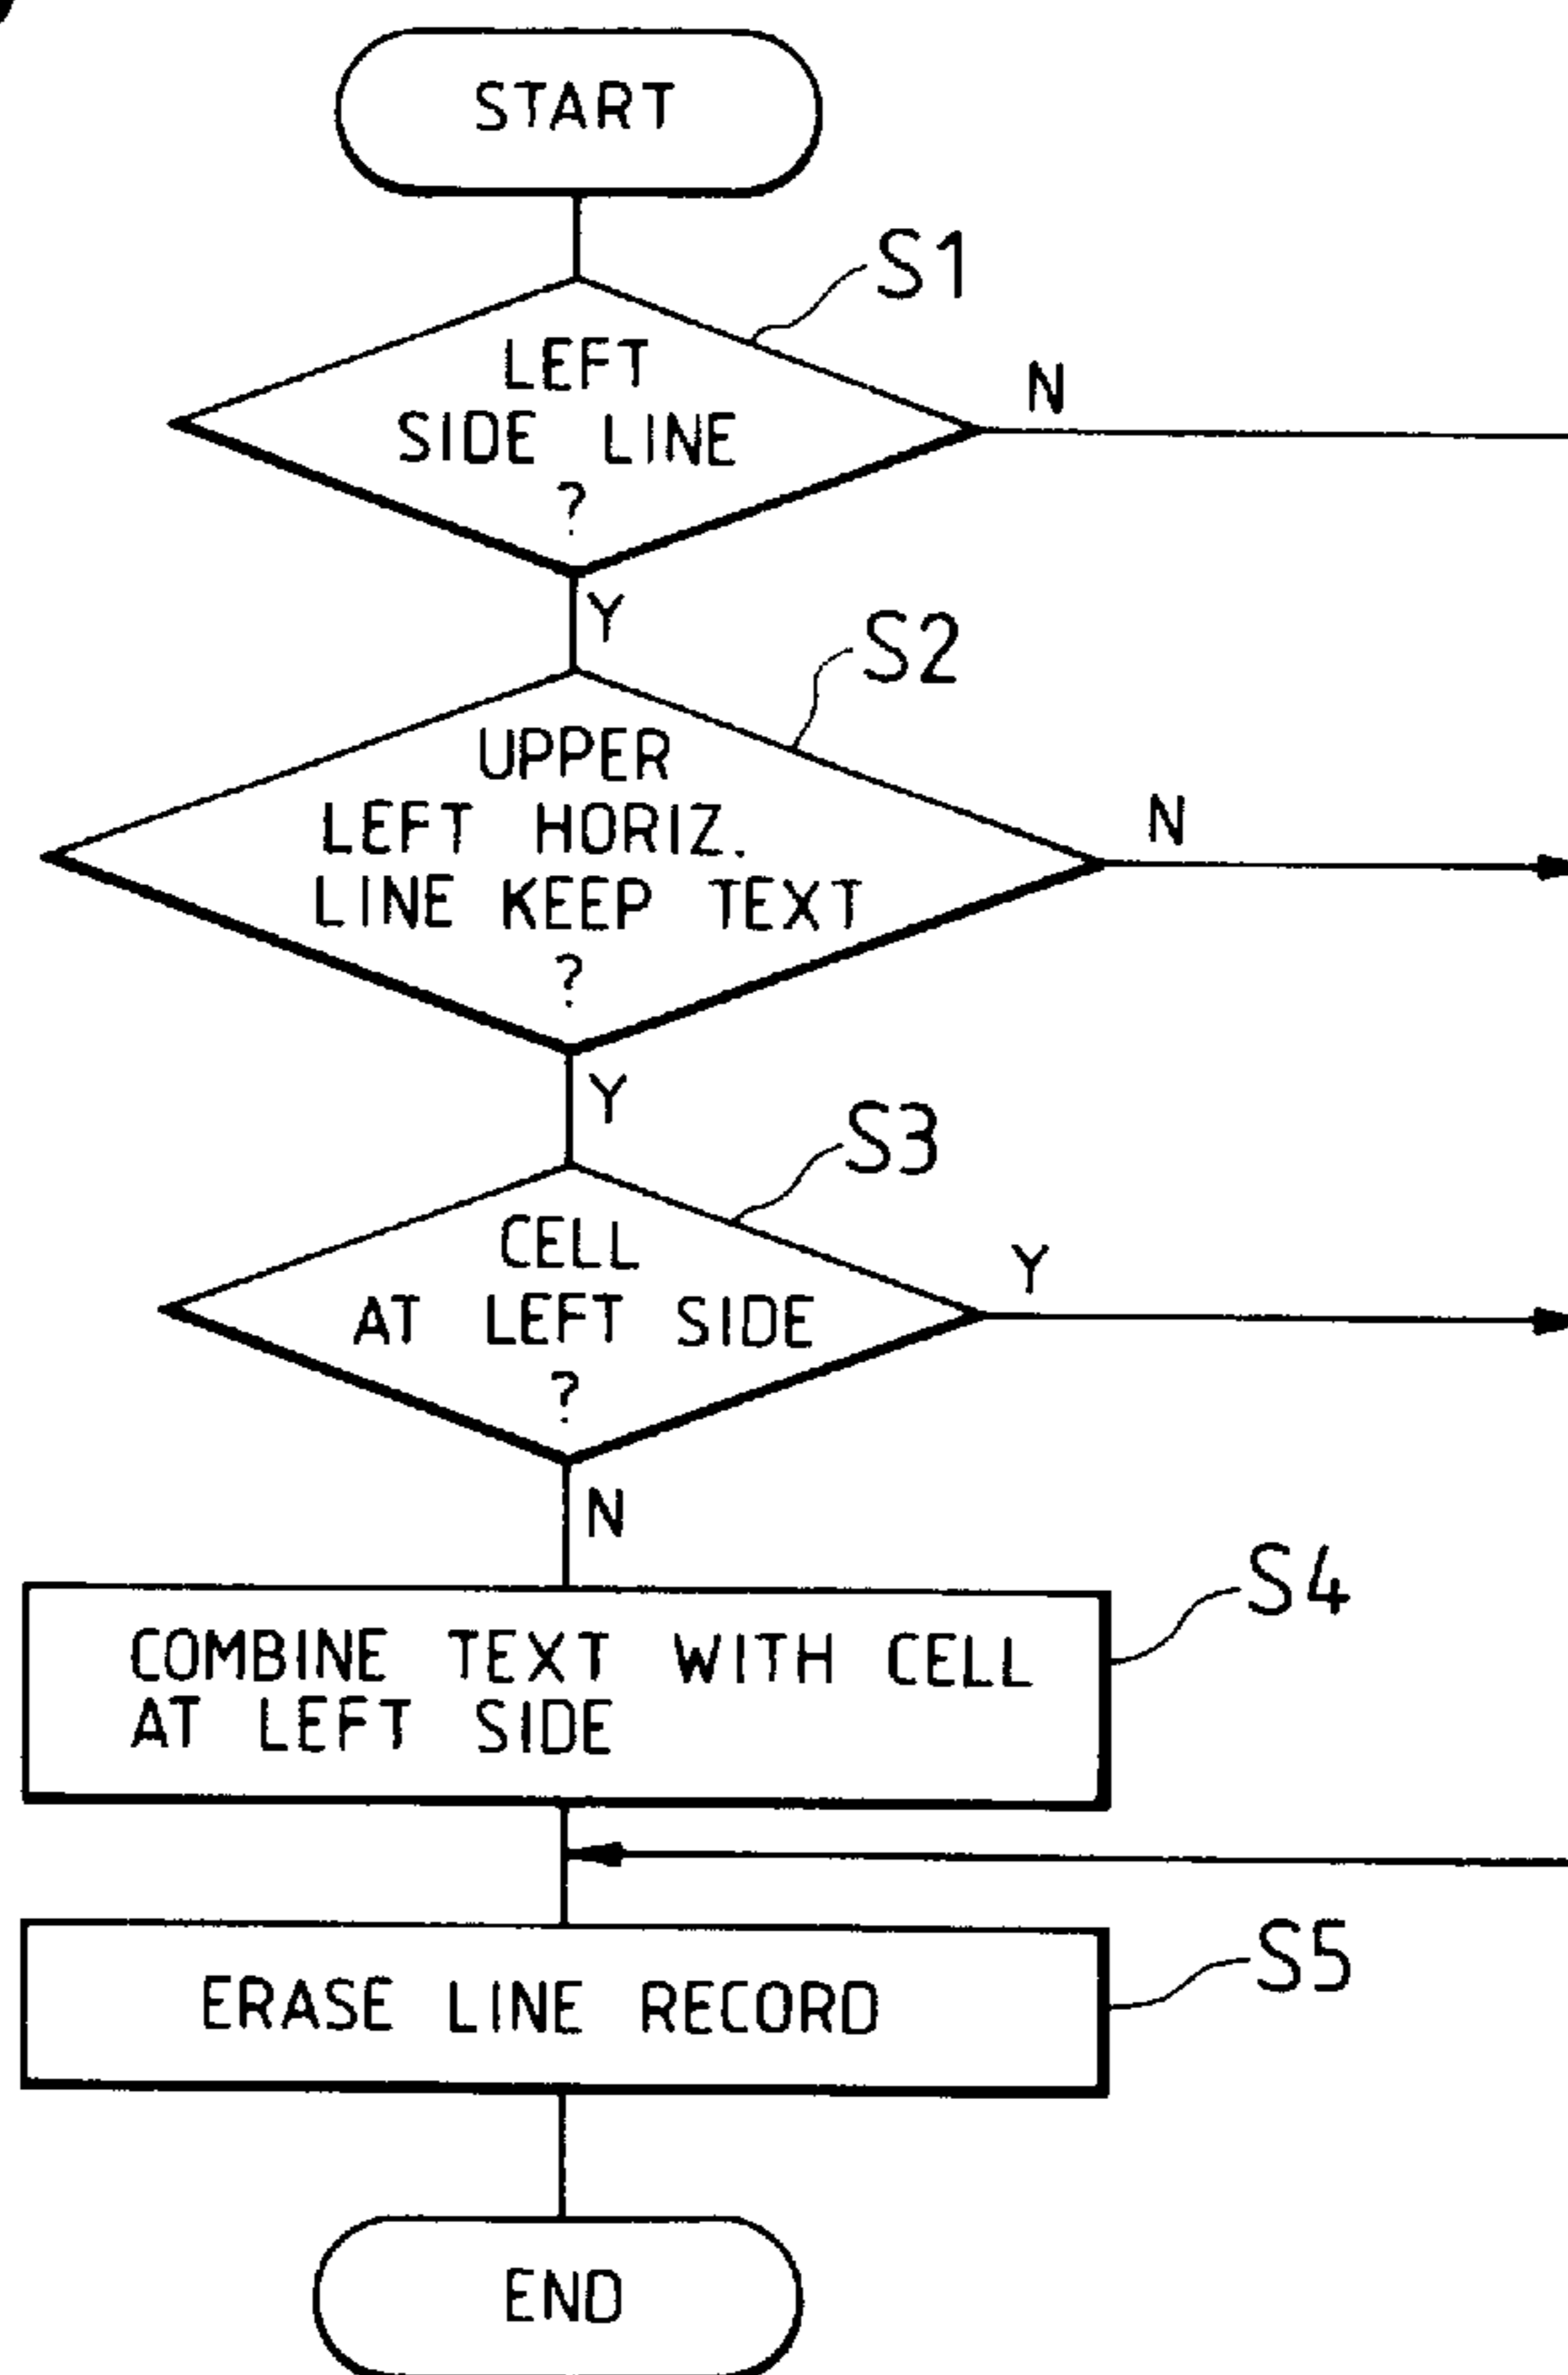 START
S1
LEFT
SIDE LINE
?
N
Y
S2
UPPER
LEFT HORIZ.
LINE KEEP TEXT
?
N
Y
S3
CELL
AT LEFT SIDE
?
Y
N
S4
COMBINE TEXT WITH CELL
AT LEFT SIDE
S5
ERASE LINE RECORD
END